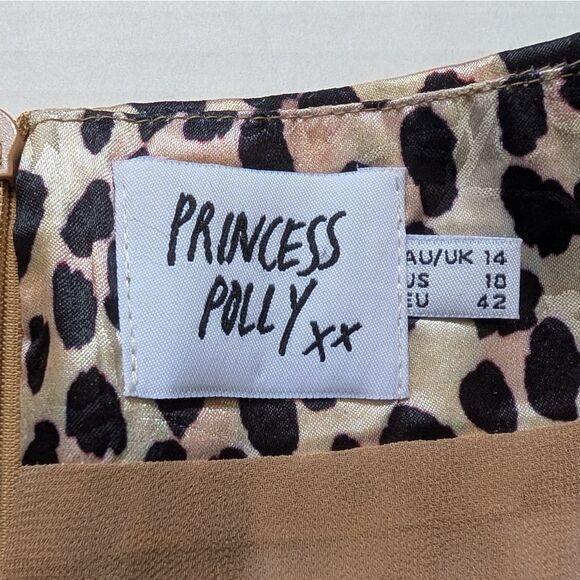 PRINCESS
POLLY xx
AU/UK 14
US 10
EU 42